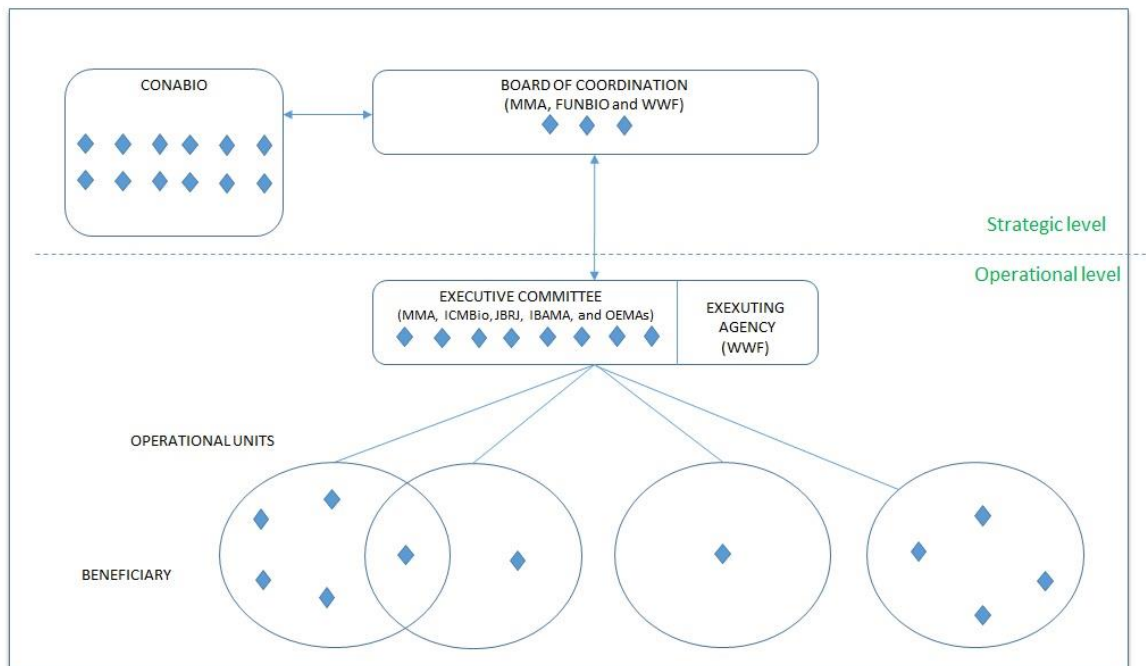 CONABIO
BOARD OF COORDINATION
(MMA, FUNBIO and WWF)
Strategic level
Operational level
EXECUTIVE COMMITTEE
(MMA, ICMBio, JBRJ, IBAMA, and OEMAs)
EXEXUTING
AGENCY
(WWF)
OPERATIONAL UNITS
BENEFICIARY